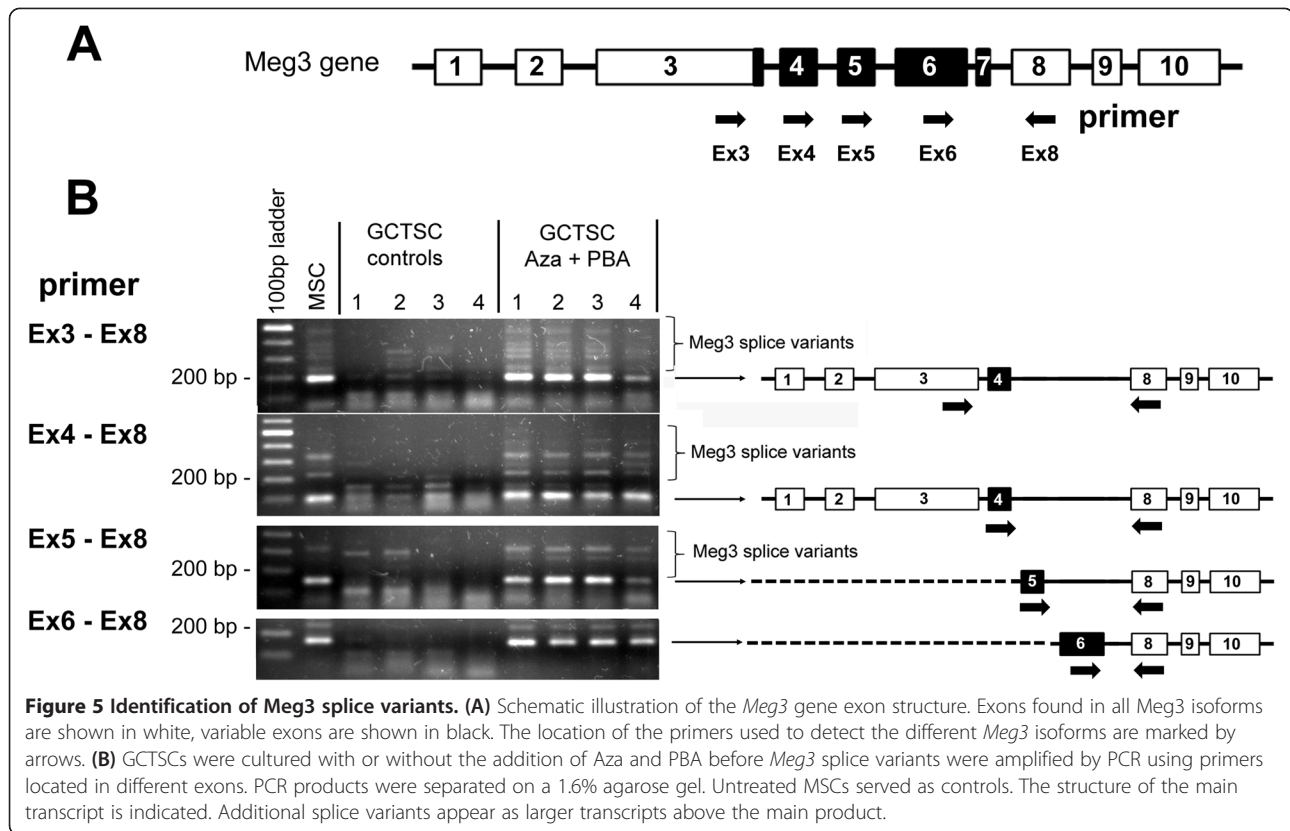 A
Meg3 gene
1 2 3 4 5 6 7 8 9 10
primer
Ex3 Ex4 Ex5 Ex6 Ex8
B
primer
100bp ladder
MSC
GCTSC
controls
GCTSC
Aza + PBA
1 2 3 4 1 2 3 4
Ex3 - Ex8
200 bp -
Meg3 splice variants
1 2 3 4 8 9 10
Ex4 - Ex8
200 bp -
Meg3 splice variants
1 2 3 4 8 9 10
Ex5 - Ex8
200 bp -
Meg3 splice variants
5 8 9 10
Ex6 - Ex8
200 bp -
6 8 9 10
Figure 5 Identification of Meg3 splice variants. (A) Schematic illustration of the Meg3 gene exon structure. Exons found in all Meg3 isoforms
are shown in white, variable exons are shown in black. The location of the primers used to detect the different Meg3 isoforms are marked by
arrows. (B) GCTSCs were cultured with or without the addition of Aza and PBA before Meg3 splice variants were amplified by PCR using primers
located in different exons. PCR products were separated on a 1.6% agarose gel. Untreated MSCs served as controls. The structure of the main
transcript is indicated. Additional splice variants appear as larger transcripts above the main product.